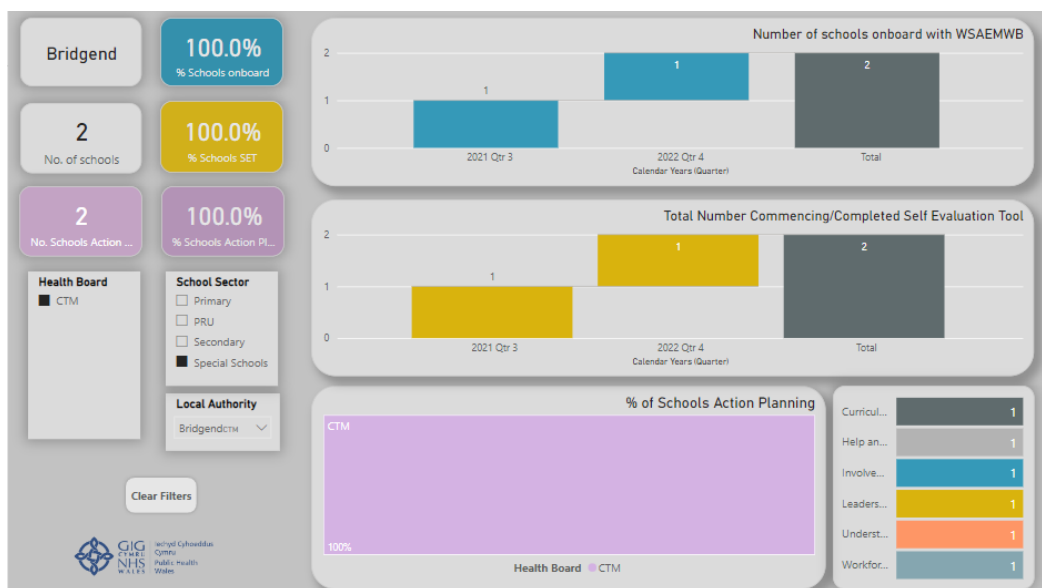 Bridgend
100.0%
% Schools onboard
2
No. of schools
100.0%
% Schools SET
2
No. Schools Action ...
100.0%
% Schools Action Pl...
Health Board
CTM
School Sector
Primary
PRU
Secondary
Special Schools
Local Authority
BridgendCTM
Clear Filters
GIG
CYMRU
NHS
WALES
Iechyd Cyhoeddus
Cymru
Public Health
Wales
Number of schools onboard with WSAEMWB
2
1
0
1
1
2
2021 Qtr 3
2022 Qtr 4
Total
Calendar Years (Quarter)
Total Number Commencing/Completed Self Evaluation Tool
2
1
0
1
1
2
2021 Qtr 3
2022 Qtr 4
Total
Calendar Years (Quarter)
% of Schools Action Planning
CTM
100%
Health Board CTM
Curricul... 1
Help an... 1
Involve... 1
Leaders... 1
Underst... 1
Workfor... 1